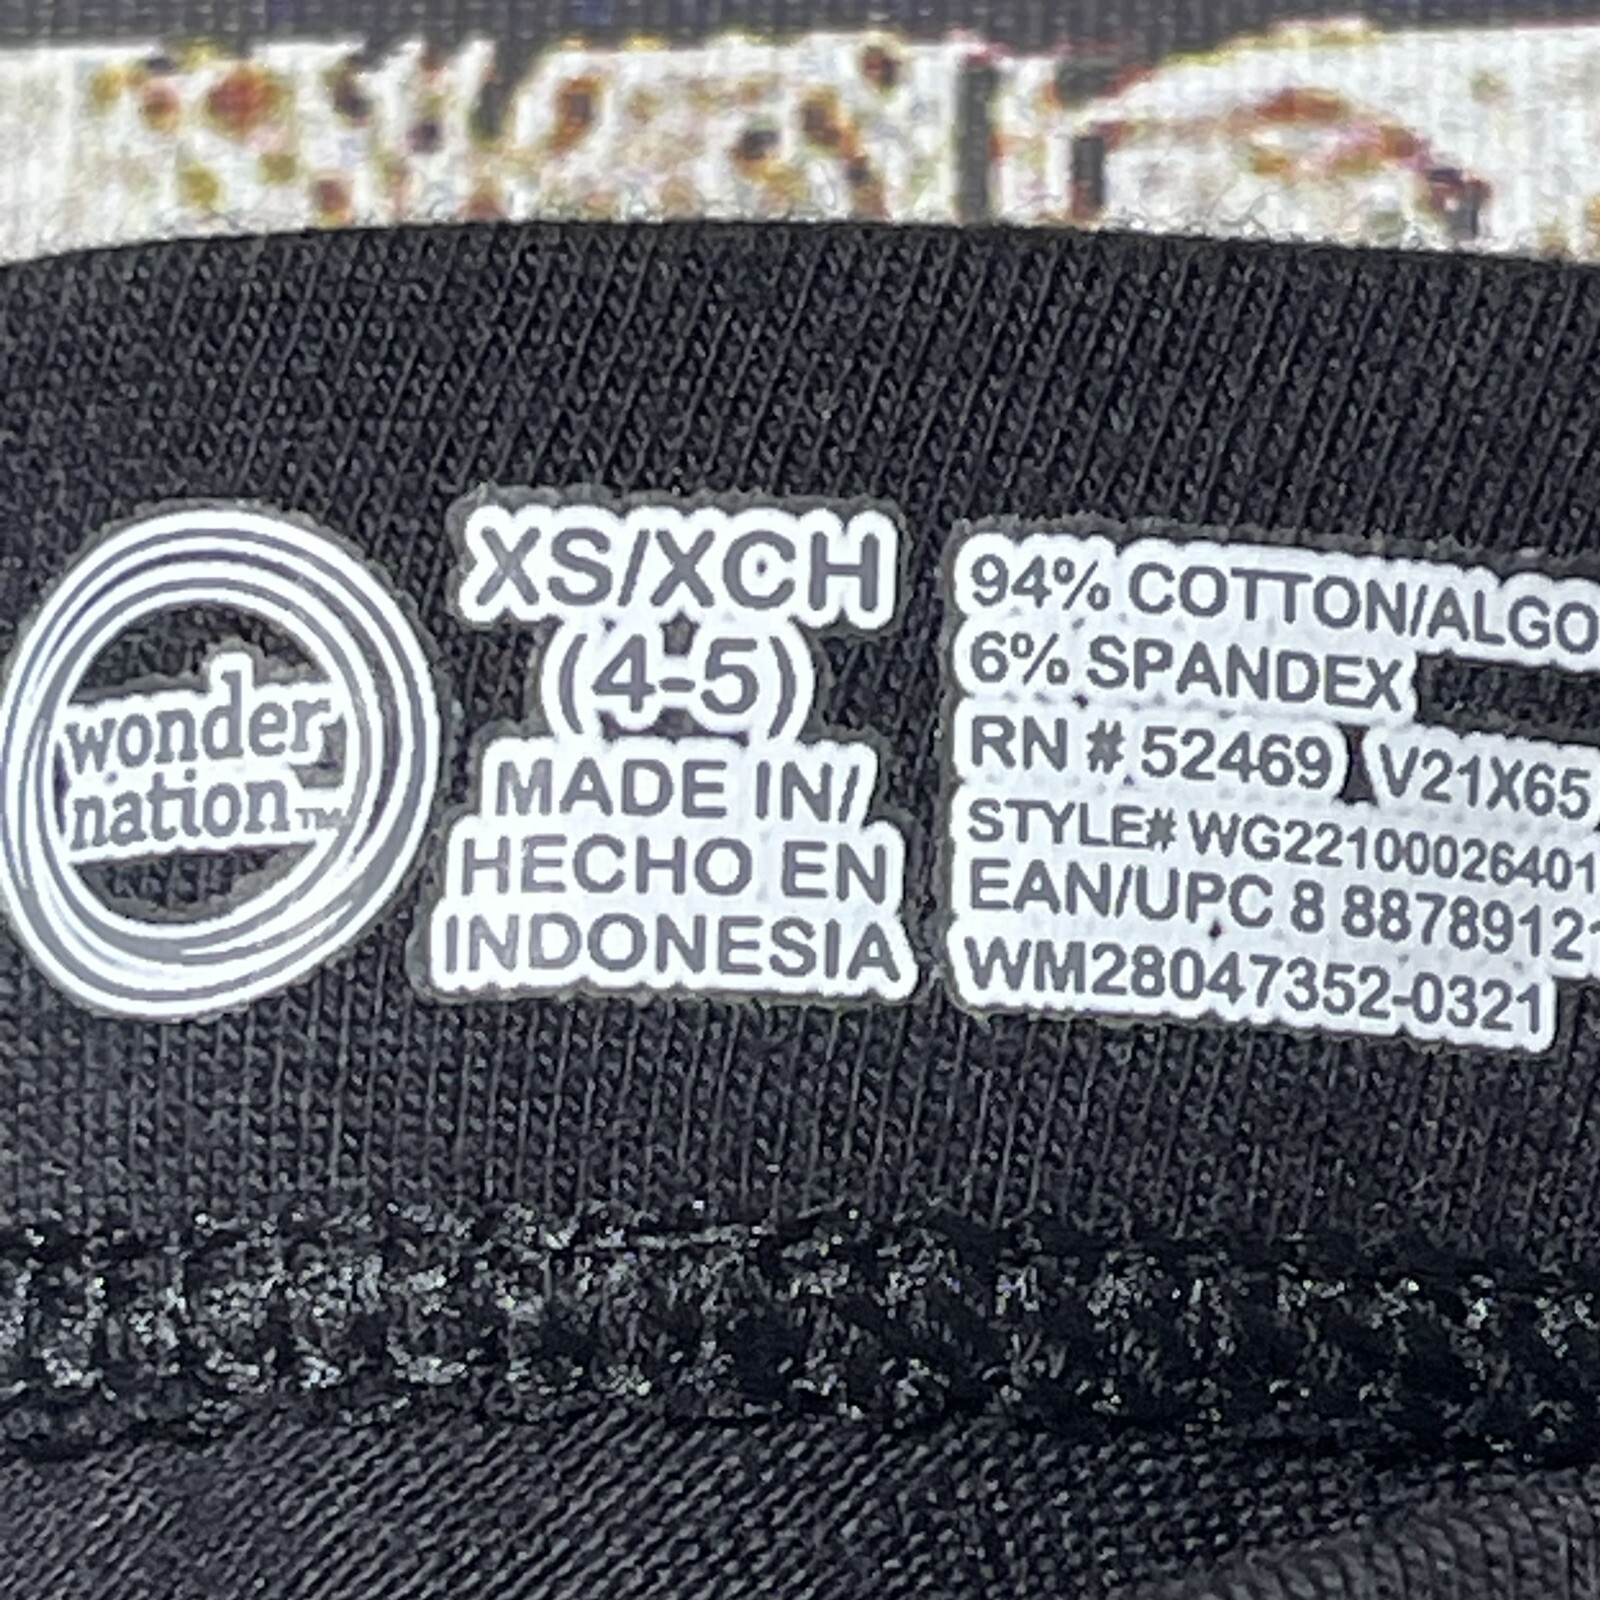 wonder
nation™
XS/XCH
(4-5)
MADE IN/
HECHO EN
INDONESIA
94% COTTON/ALGO
6% SPANDEX
RN # 52469 V21X65
STYLE# WG22100026401
EAN/UPC 8 88789121
WM28047352-0321